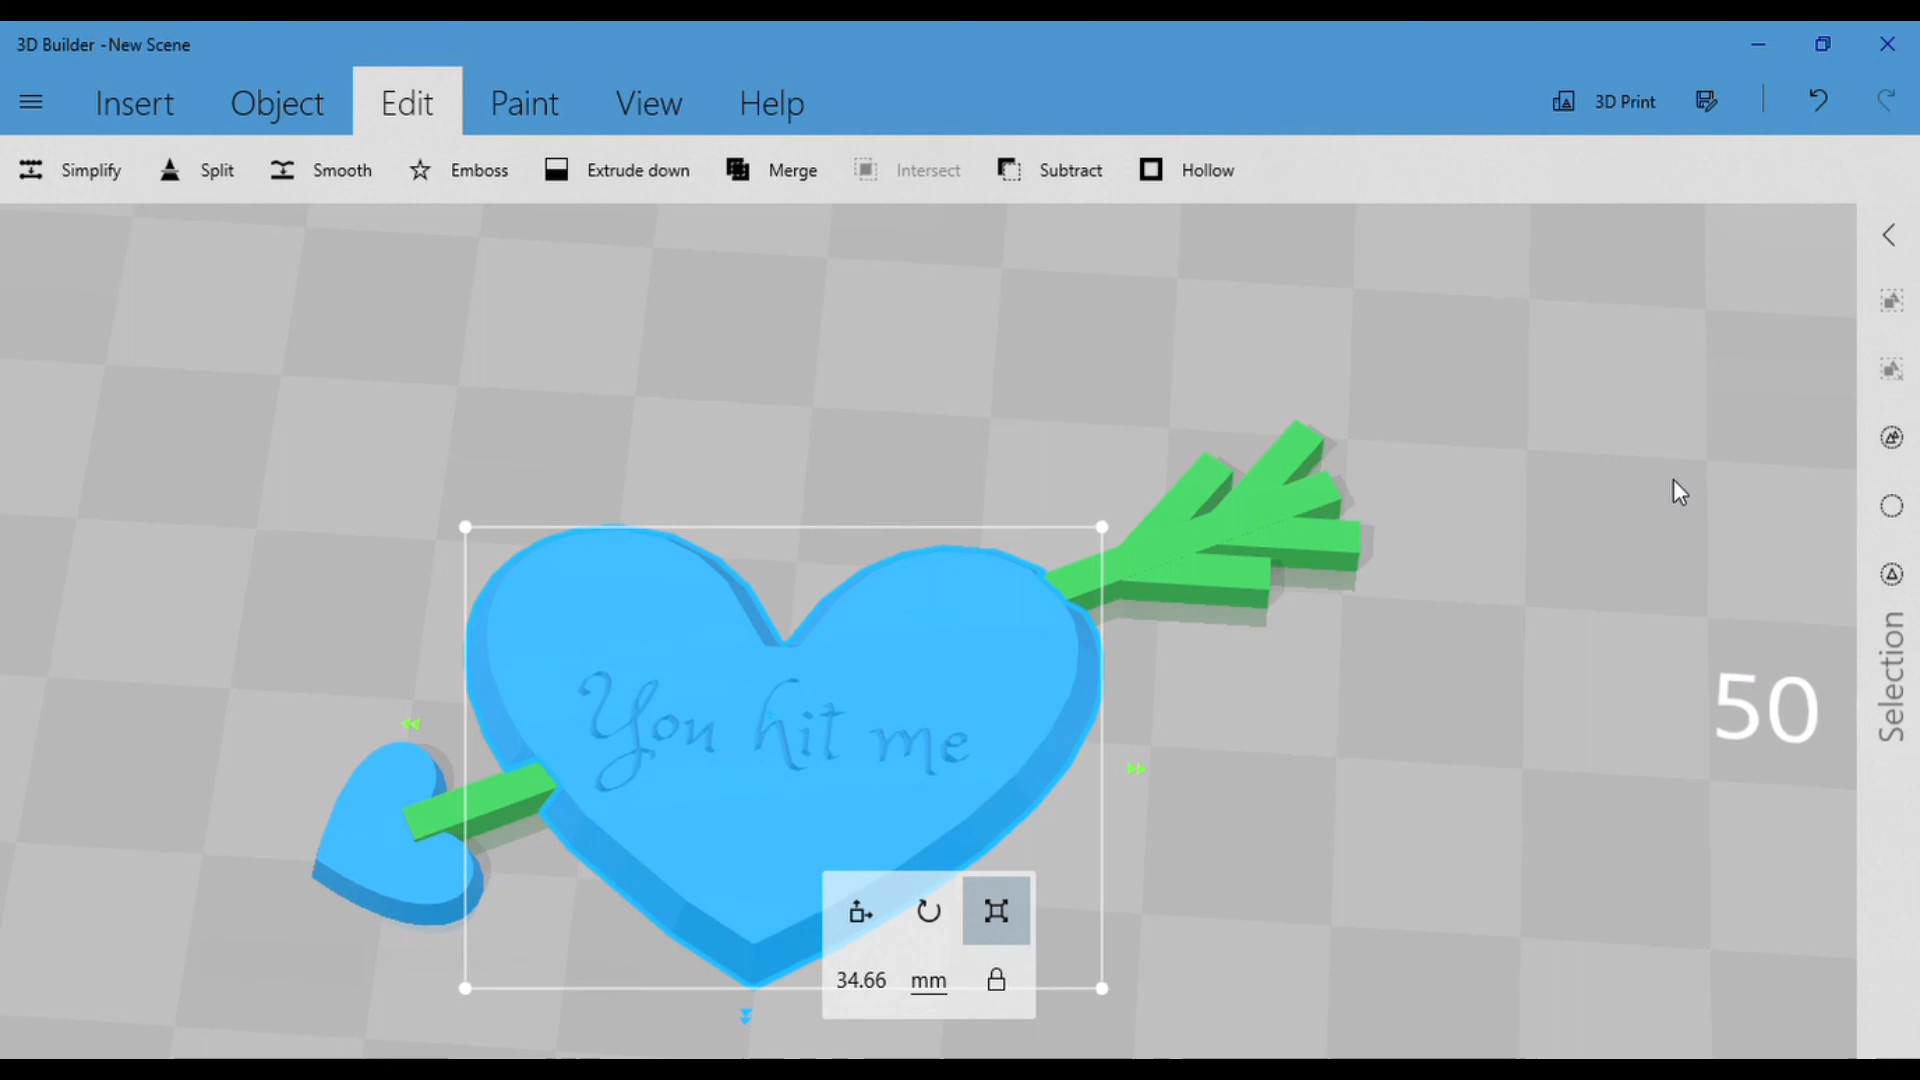 3D Builder -New Scene
Insert Object Edit Paint View Help 3D Print
Simplify Split Smooth Emboss Extrude down Merge Intersect Subtract Hollow
You hit me
50
Selection
34.66 mm